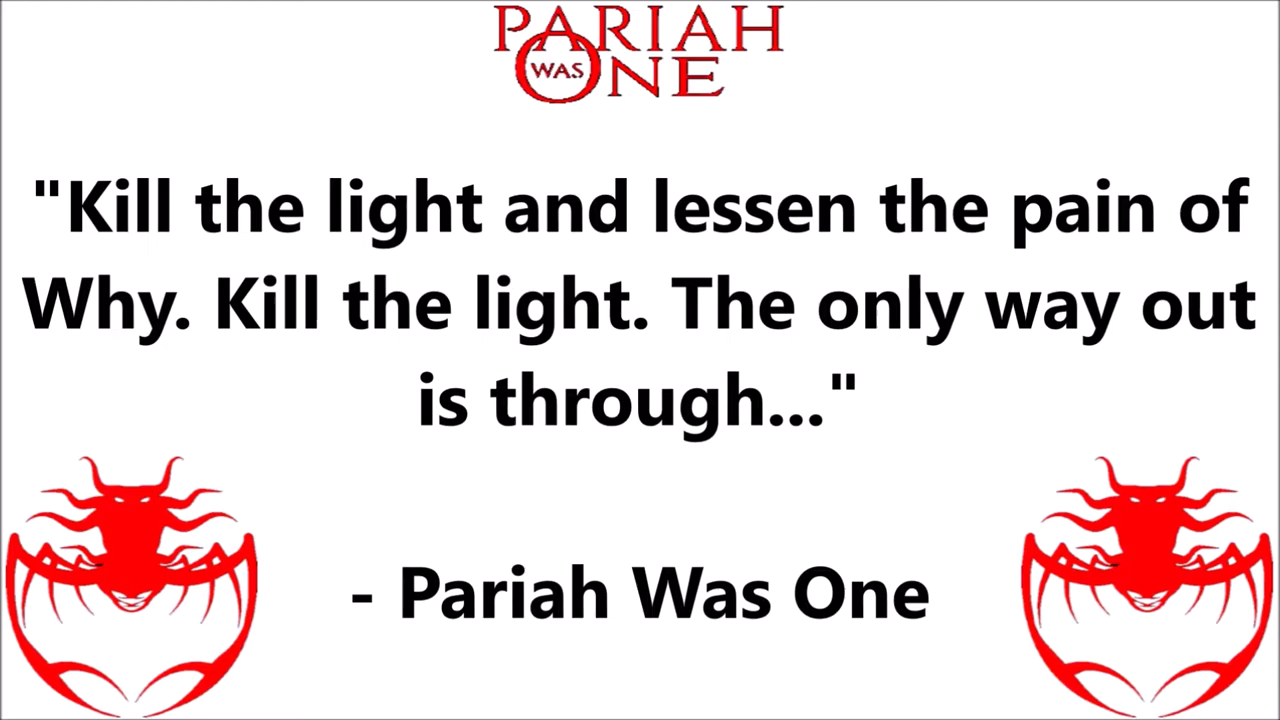 PARIAH
WAS ONE
"Kill the light and lessen the pain of
Why. Kill the light. The only way out
is through..."
- Pariah Was One